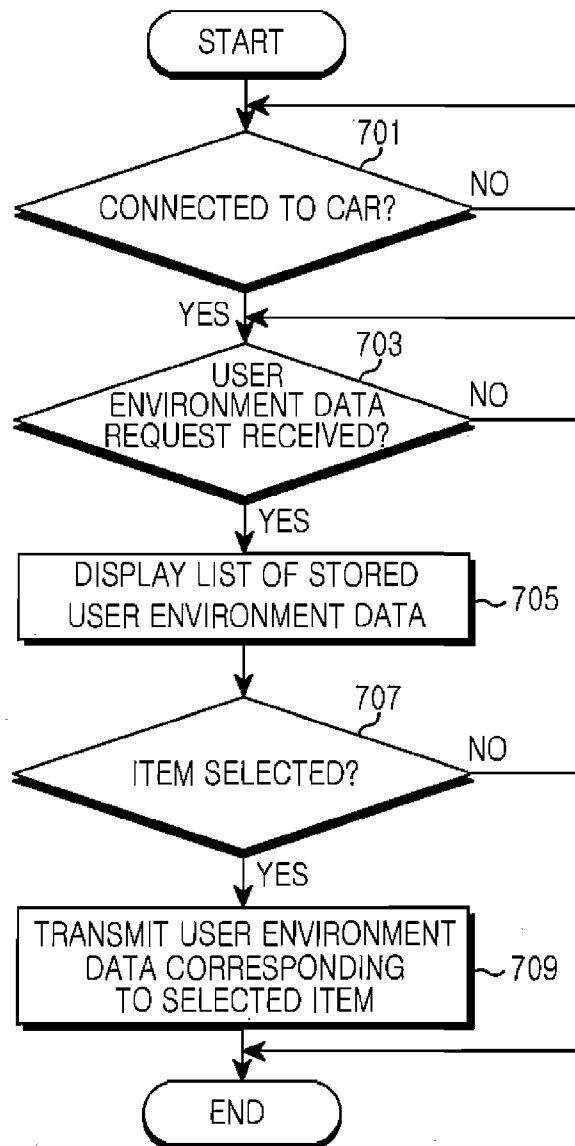 START
701
CONNECTED TO CAR?
NO
YES
703
USER
ENVIRONMENT DATA
REQUEST RECEIVED?
NO
YES
DISPLAY LIST OF STORED
USER ENVIRONMENT DATA
705
707
ITEM SELECTED?
NO
YES
TRANSMIT USER ENVIRONMENT
DATA CORRESPONDING
TO SELECTED ITEM
709
END